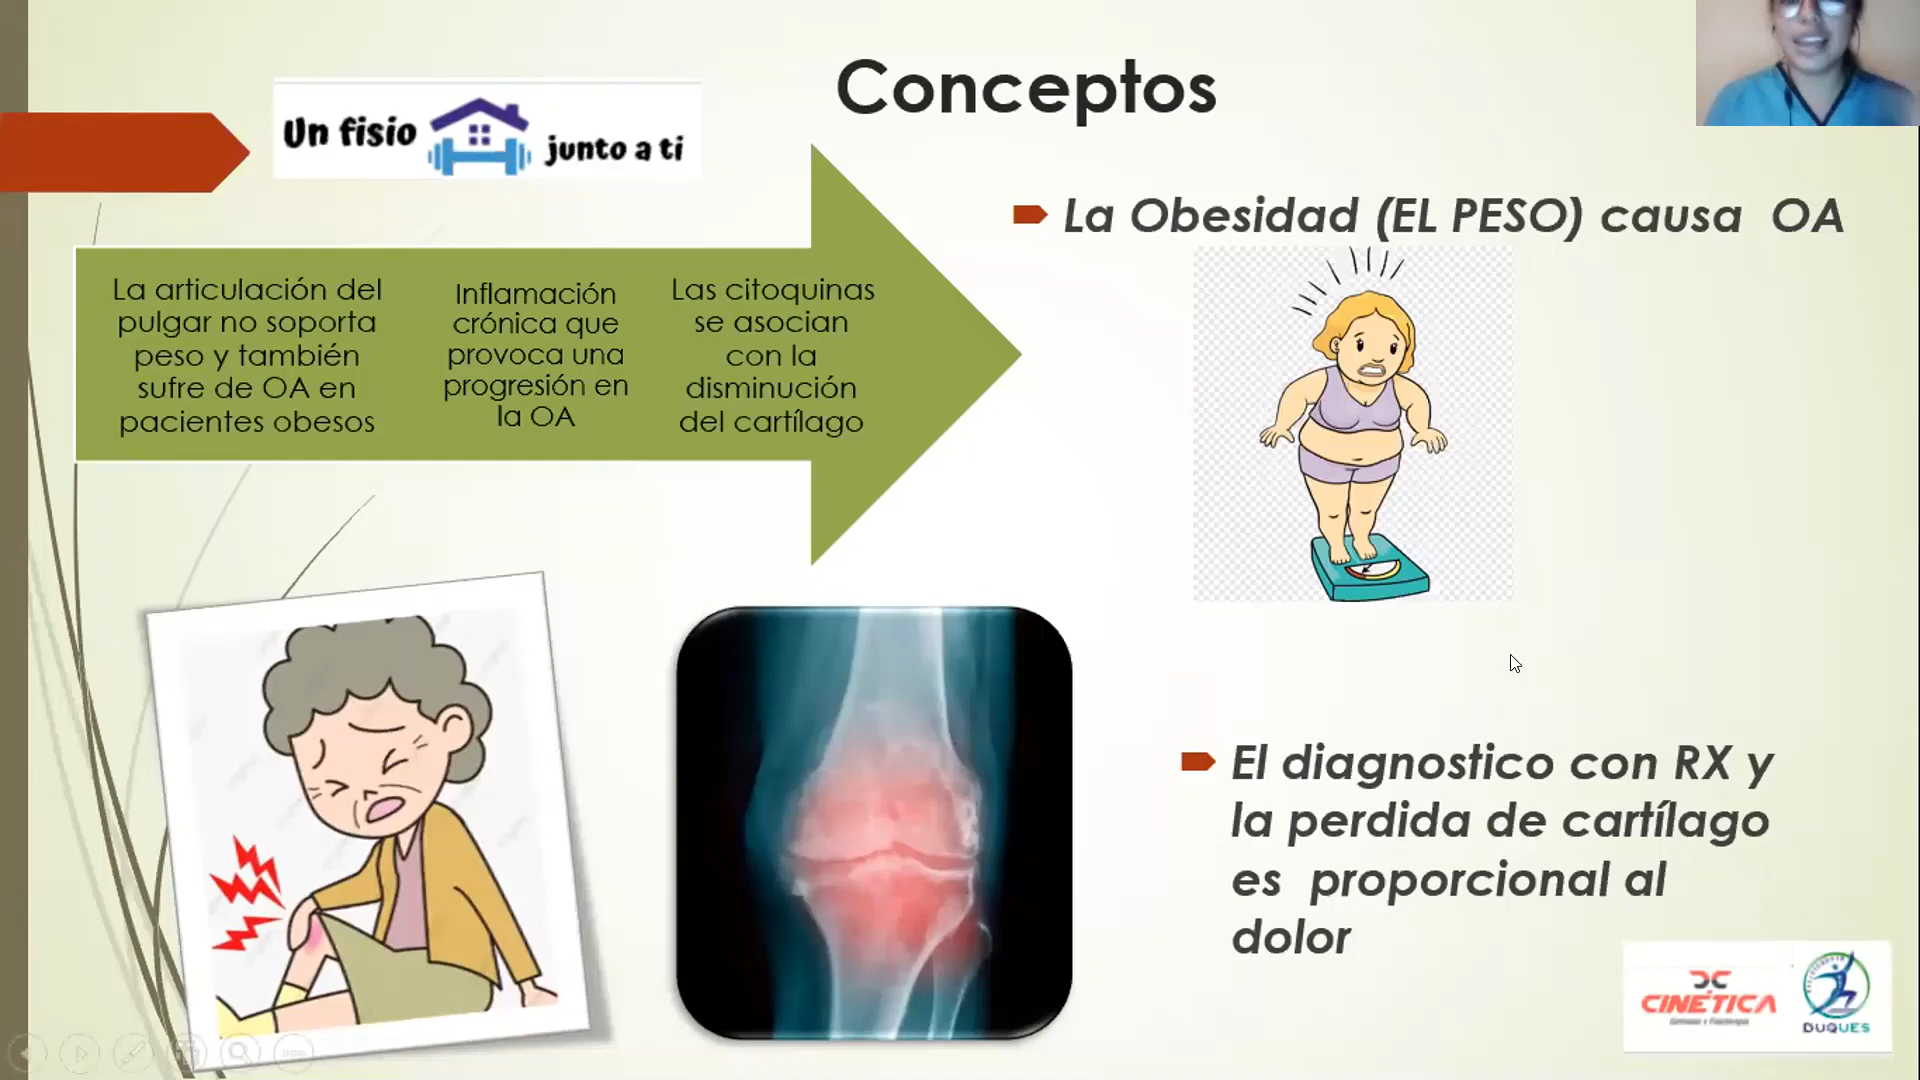 Conceptos
Un fisio junto a ti
La Obesidad (EL PESO) causa OA
La articulación del
pulgar no soporta
peso y también
sufre de OA en
pacientes obesos
Inflamación
crónica que
provoca una
progresión en
la OA
Las citoquinas
se asocian
con la
disminución
del cartílago
El diagnostico con RX y
la perdida de cartílago
es proporcional al
dolor
CINÉTICA
DUQUES